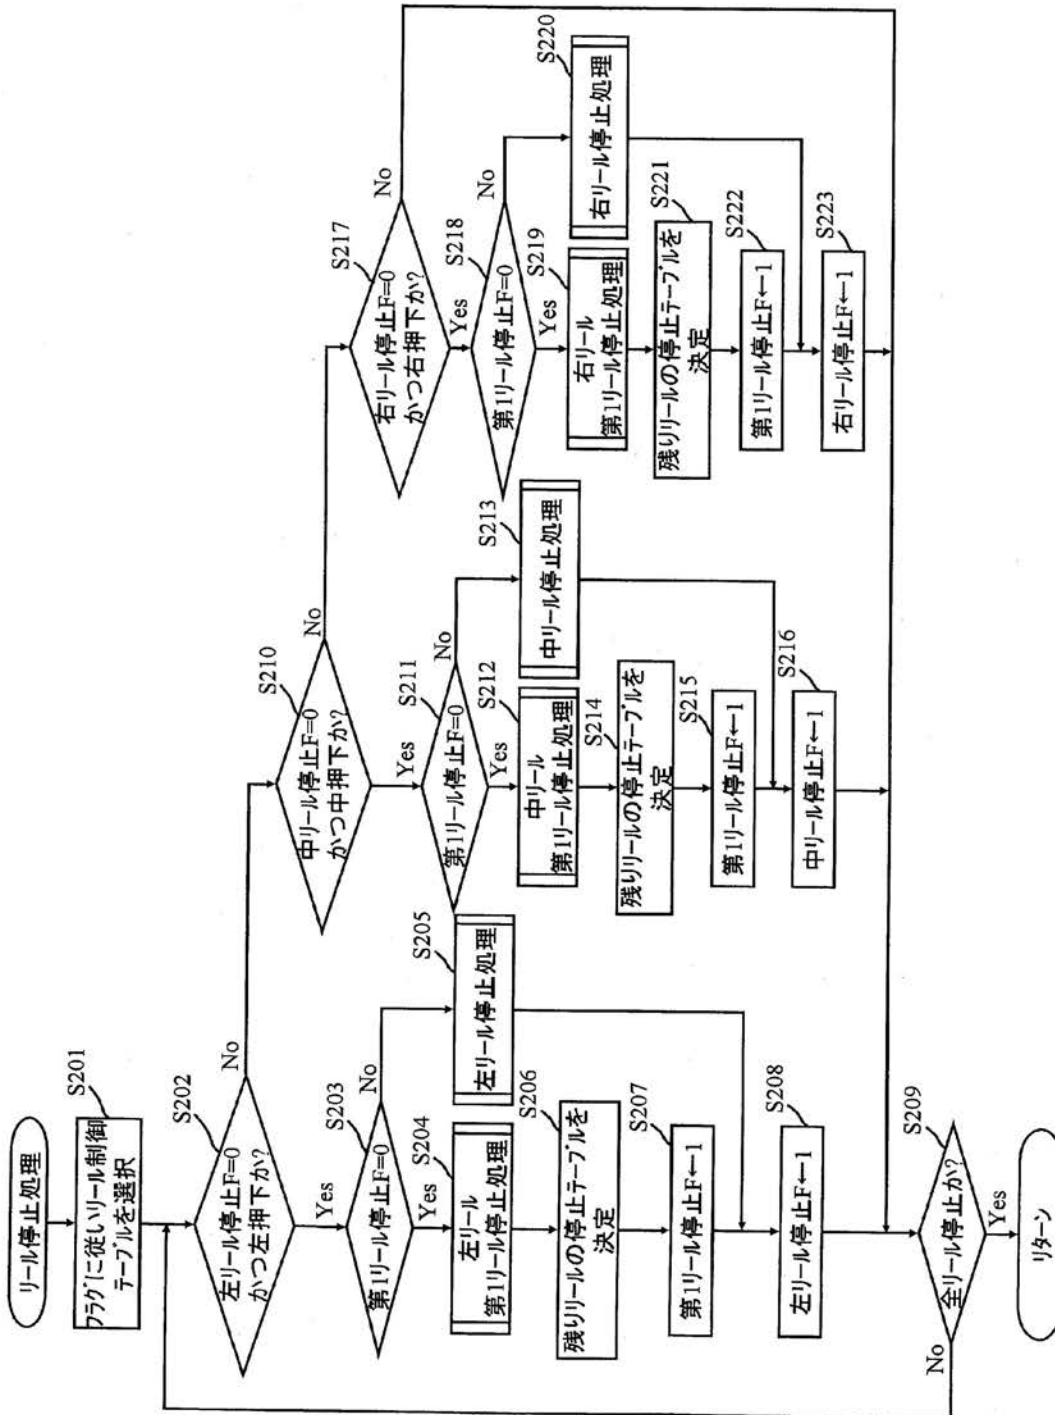 リール停止処理
S201
フラグに従いリール制御
テーブルを選択
S202
左リール停止F=0
かつ左押下か?
No
Yes
S203
第1リール停止F=0
No
Yes
S204
左リール
第1リール停止処理
S205
左リール停止処理
S206
残りリールの停止テーブルを
決定
S207
第1リール停止F←1
S208
左リール停止F←1
S209
全リール停止か?
No
Yes
リターン
S210
中リール停止F=0
かつ中押下か?
No
Yes
S211
第1リール停止F=0
No
Yes
S212
中リール
第1リール停止処理
S213
中リール停止処理
S214
残りリールの停止テーブルを
決定
S215
第1リール停止F←1
S216
中リール停止F←1
S217
右リール停止F=0
かつ右押下か?
No
Yes
S218
第1リール停止F=0
No
Yes
S219
右リール
第1リール停止処理
S220
右リール停止処理
S221
残りリールの停止テーブルを
決定
S222
第1リール停止F←1
S223
右リール停止F←1